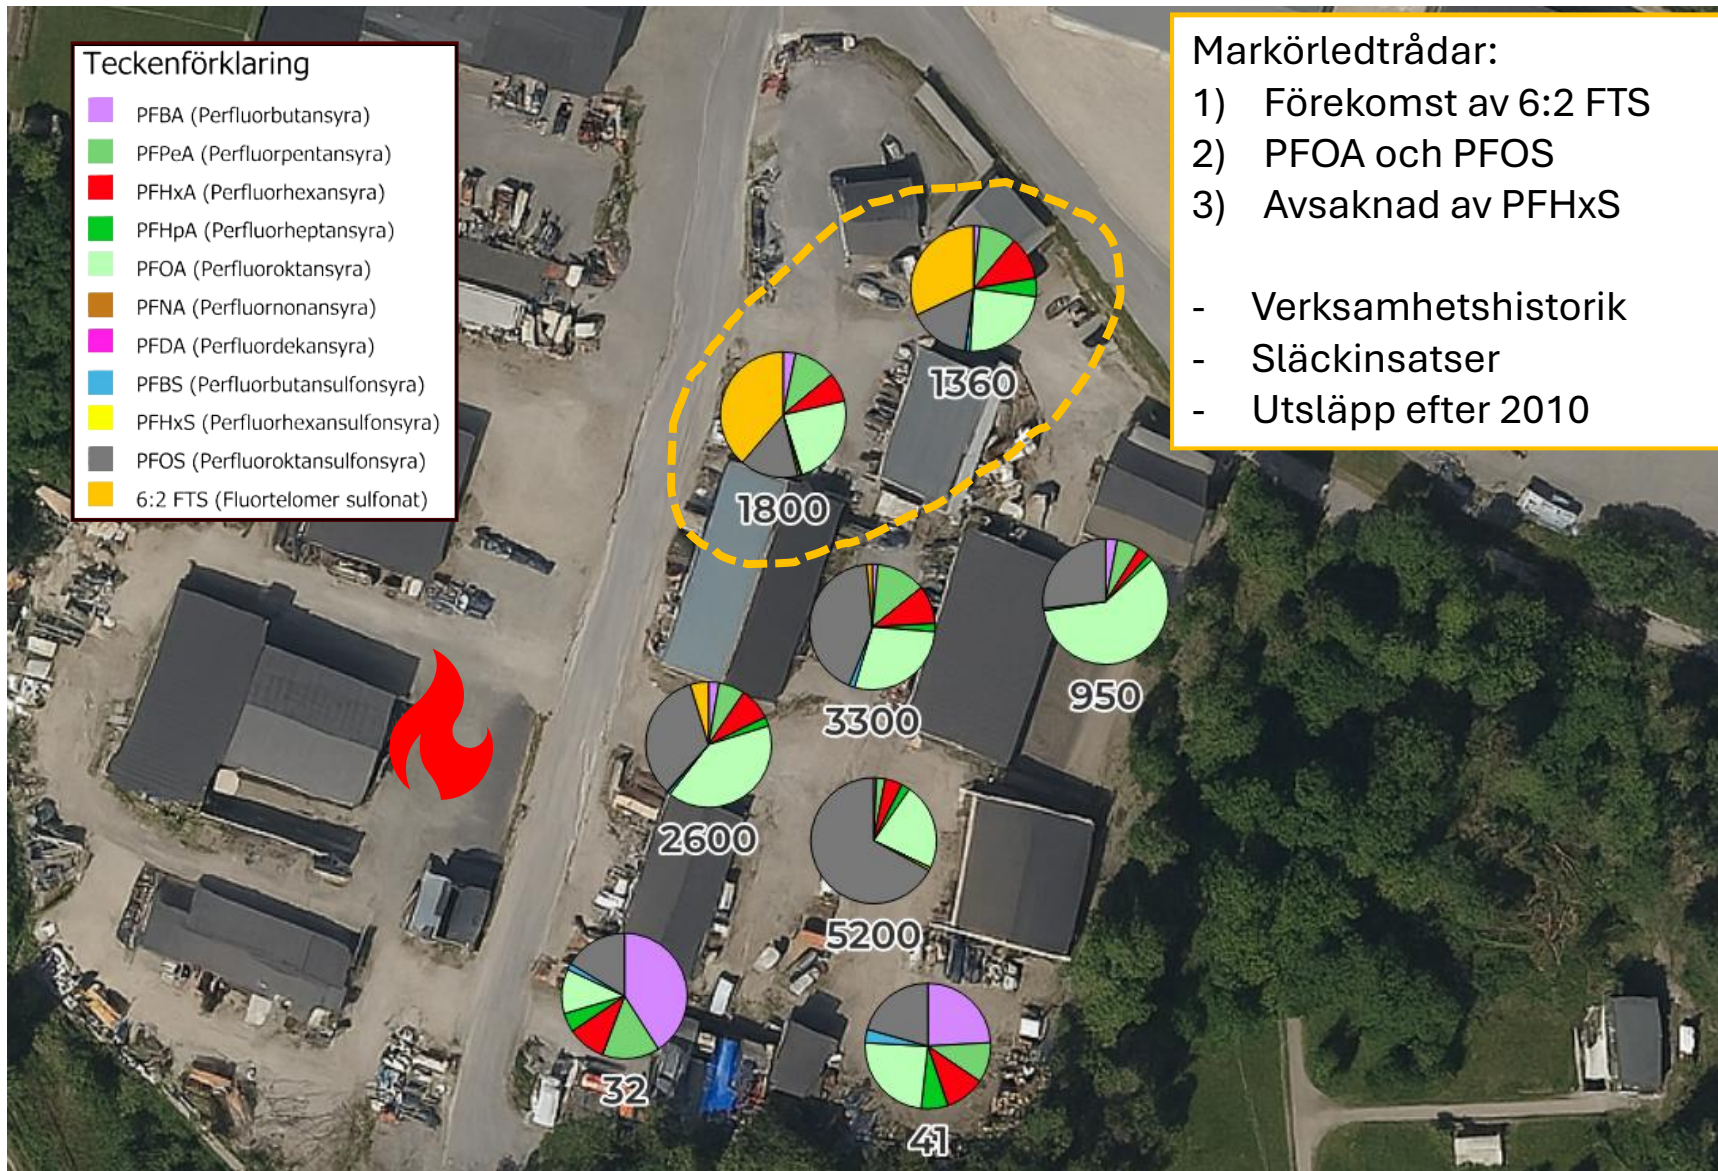 Teckenförklaring
PFBA (Perfluorbutansyra)
PFPeA (Perfluorpentansyra)
PFHxA (Perfluorhexansyra)
PFHpA (Perfluorheptansyra)
PFOA (Perfluoroktansyra)
PFNA (Perfluornonansyra)
PFDA (Perfluordekansyra)
PFBS (Perfluorbutansulfonsyra)
PFHxS (Perfluorhexansulfonsyra)
PFOS (Perfluoroktansulfonsyra)
6:2 FTS (Fluortelomer sulfonat)
Markörledtrådar:
1) Förekomst av 6:2 FTS
2) PFOA och PFOS
3) Avsaknad av PFHxS
- Verksamhetshistorik
- Släckinsatser
- Utsläpp efter 2010
1360
1800
950
3300
2600
5200
32
41